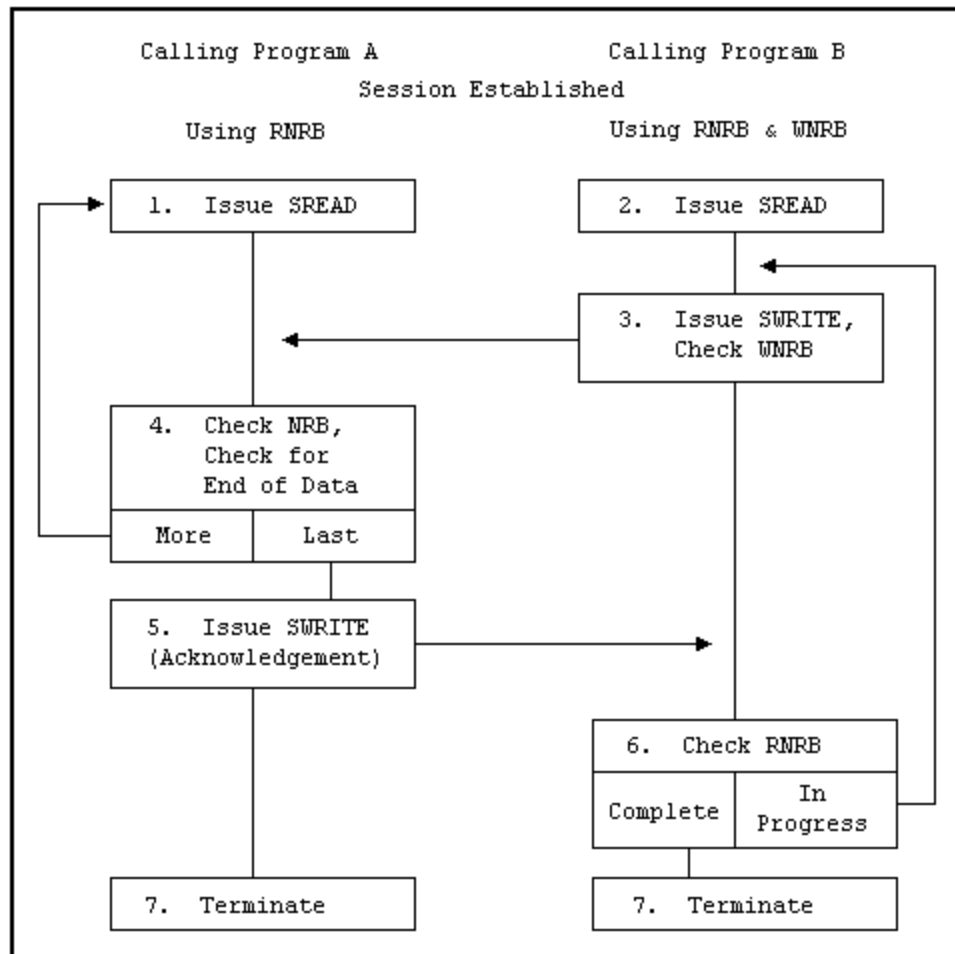 Calling Program A
Calling Program B
Session Established
Using RNRB
Using RNRB & WNRB
1. Issue SREAD
2. Issue SREAD
3. Issue SWRITE,
Check WNRB
4. Check NRB,
Check for
End of Data
More
Last
5. Issue SWRITE
(Acknowledgement)
6. Check RNRB
Complete
In
Progress
7. Terminate
7. Terminate